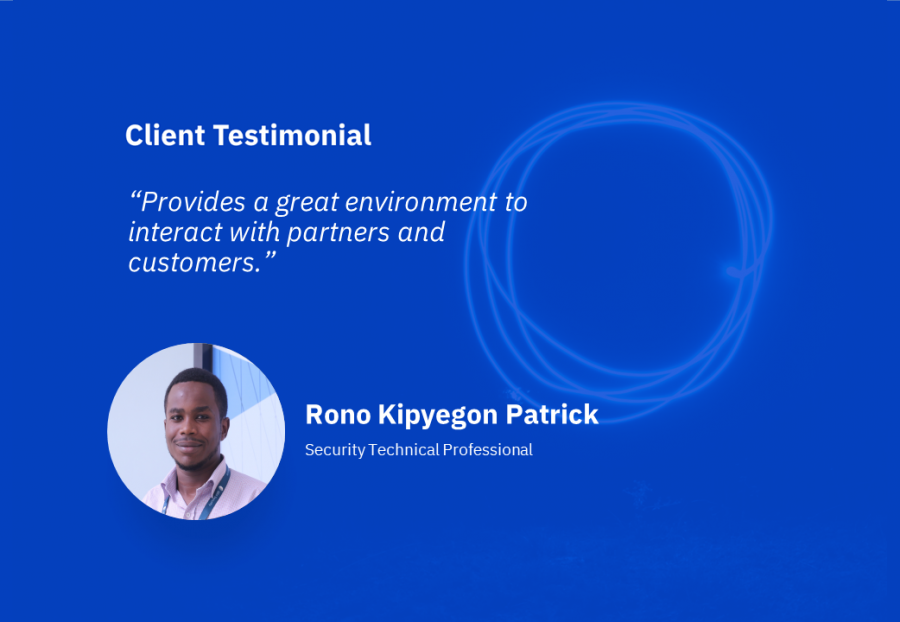 Client Testimonial
“Provides a great environment to
interact with partners and
customers.”
Rono Kipyegon Patrick
Security Technical Professional